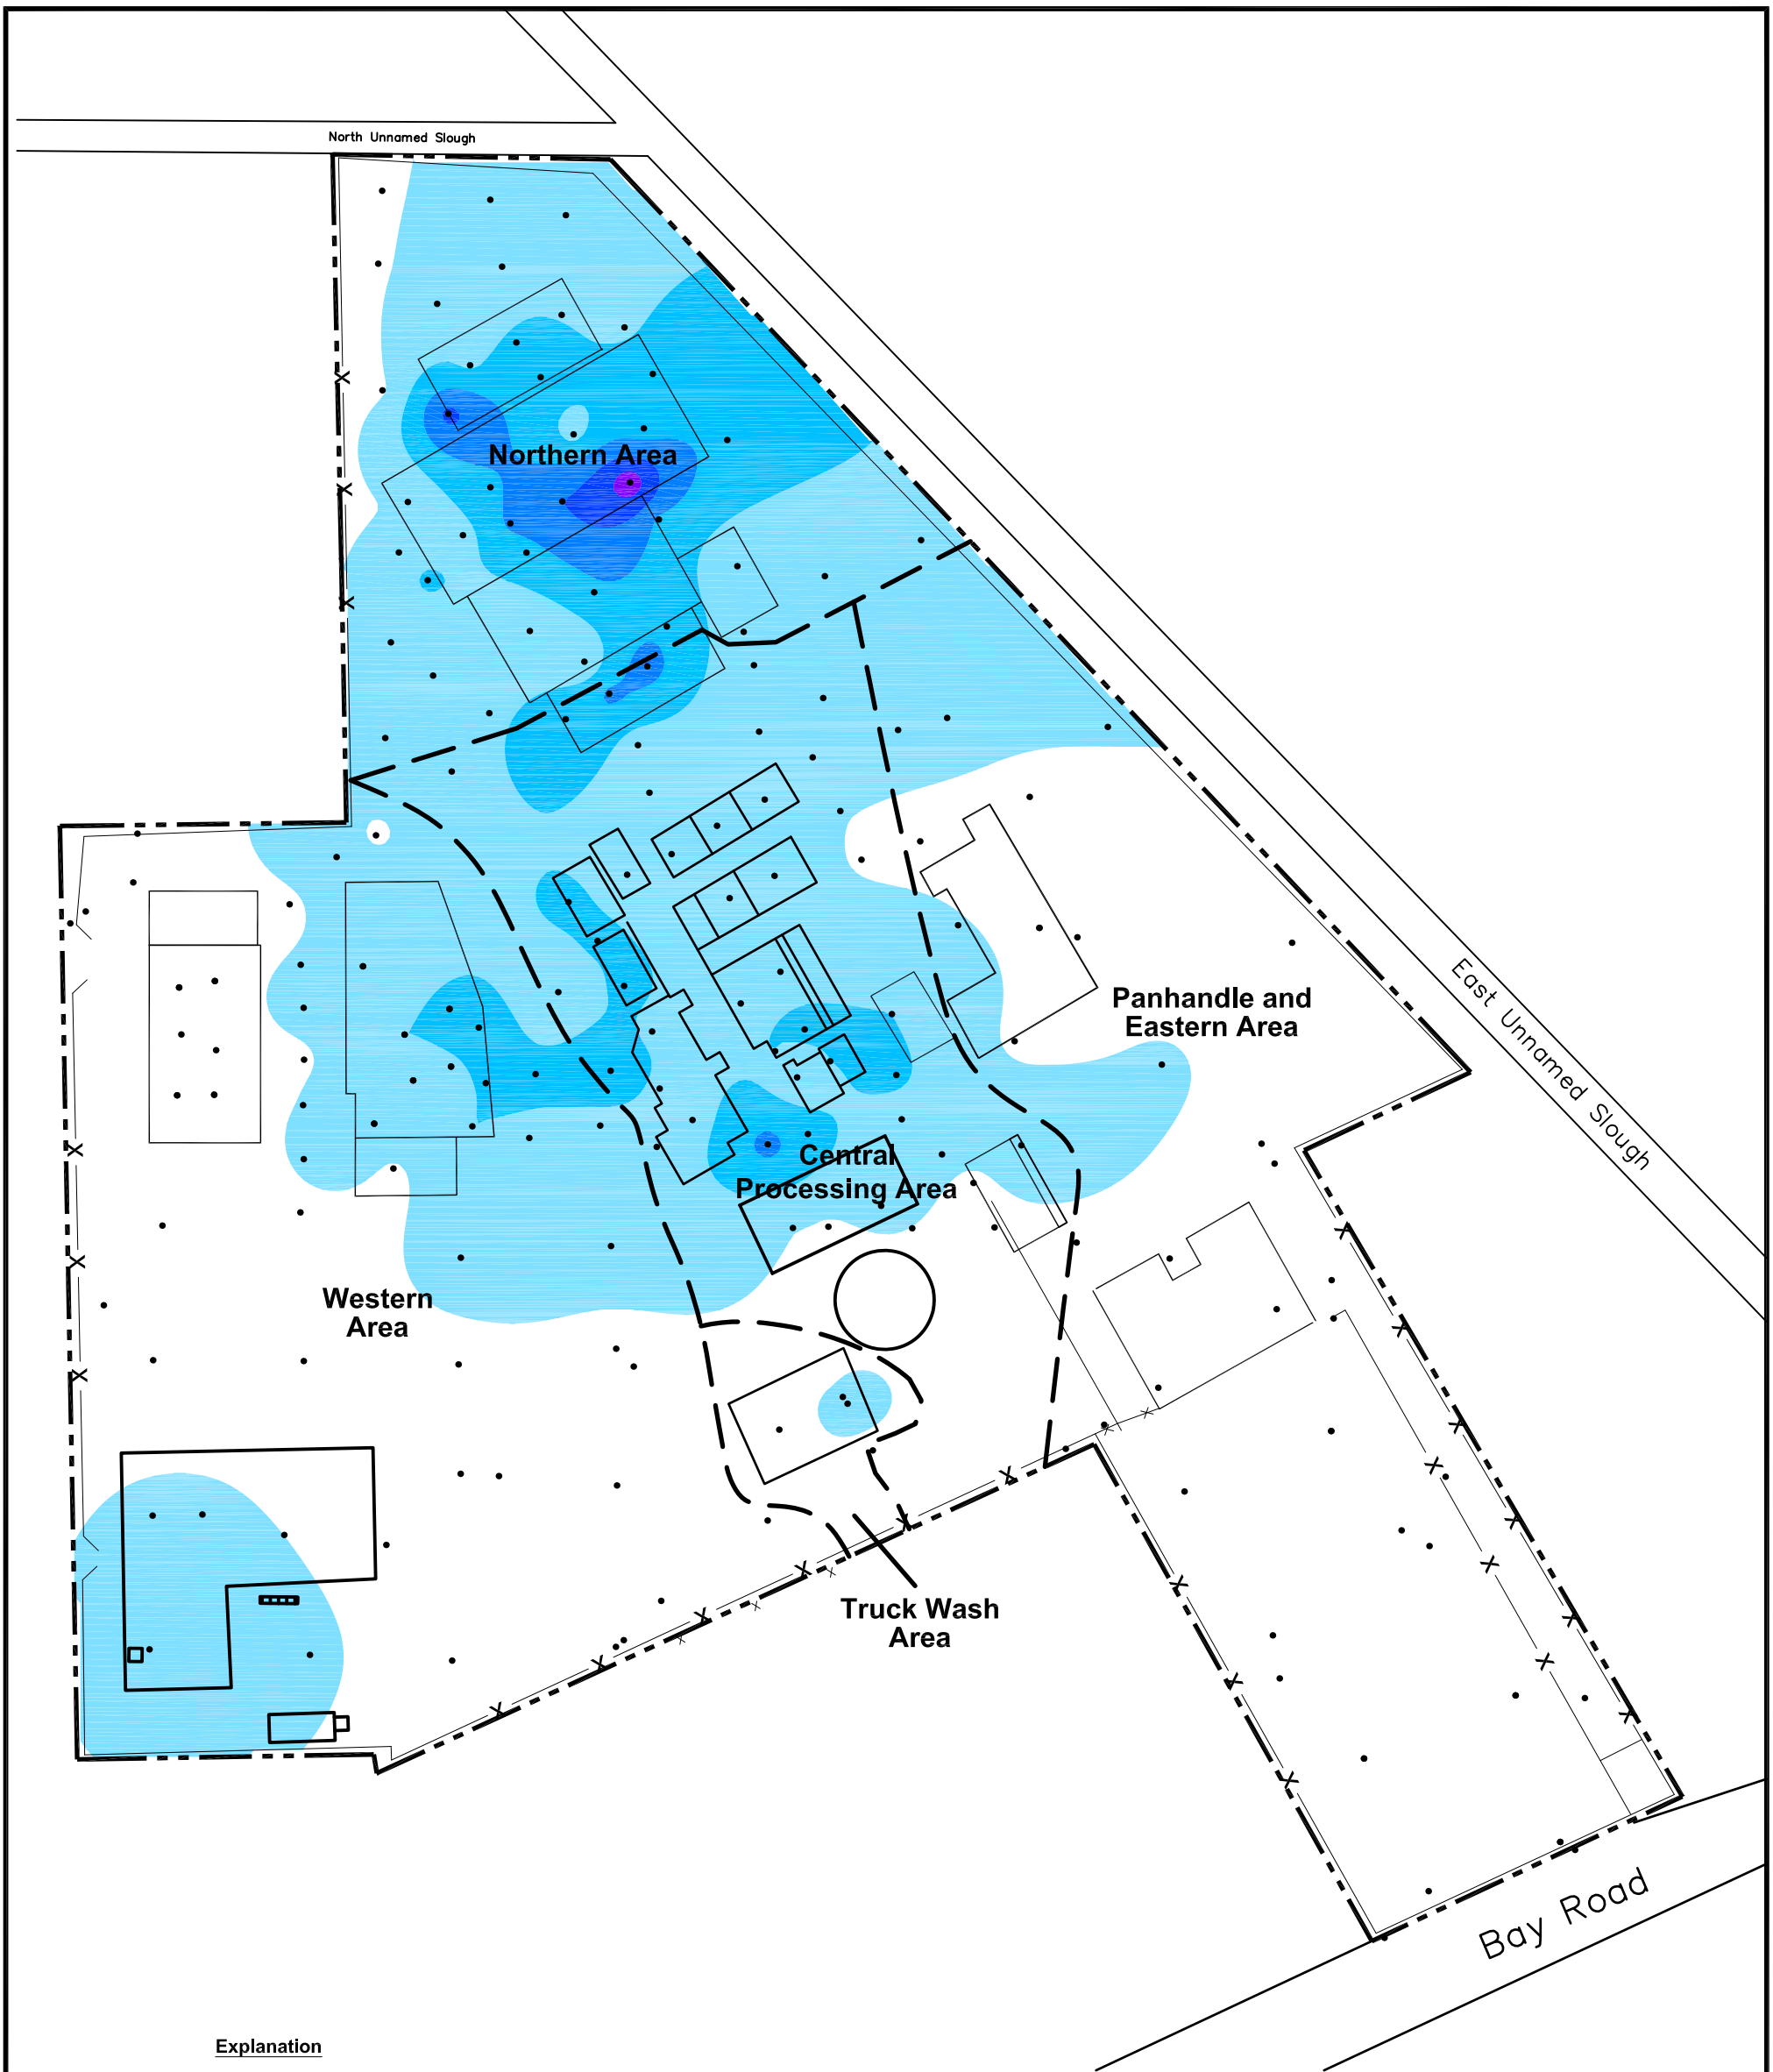 North Unnamed Slough
Northern Area
Panhandle and
Eastern Area
East Unnamed Slough
Central
Processing Area
Western
Area
Truck Wash
Area
Bay Road
Explanation